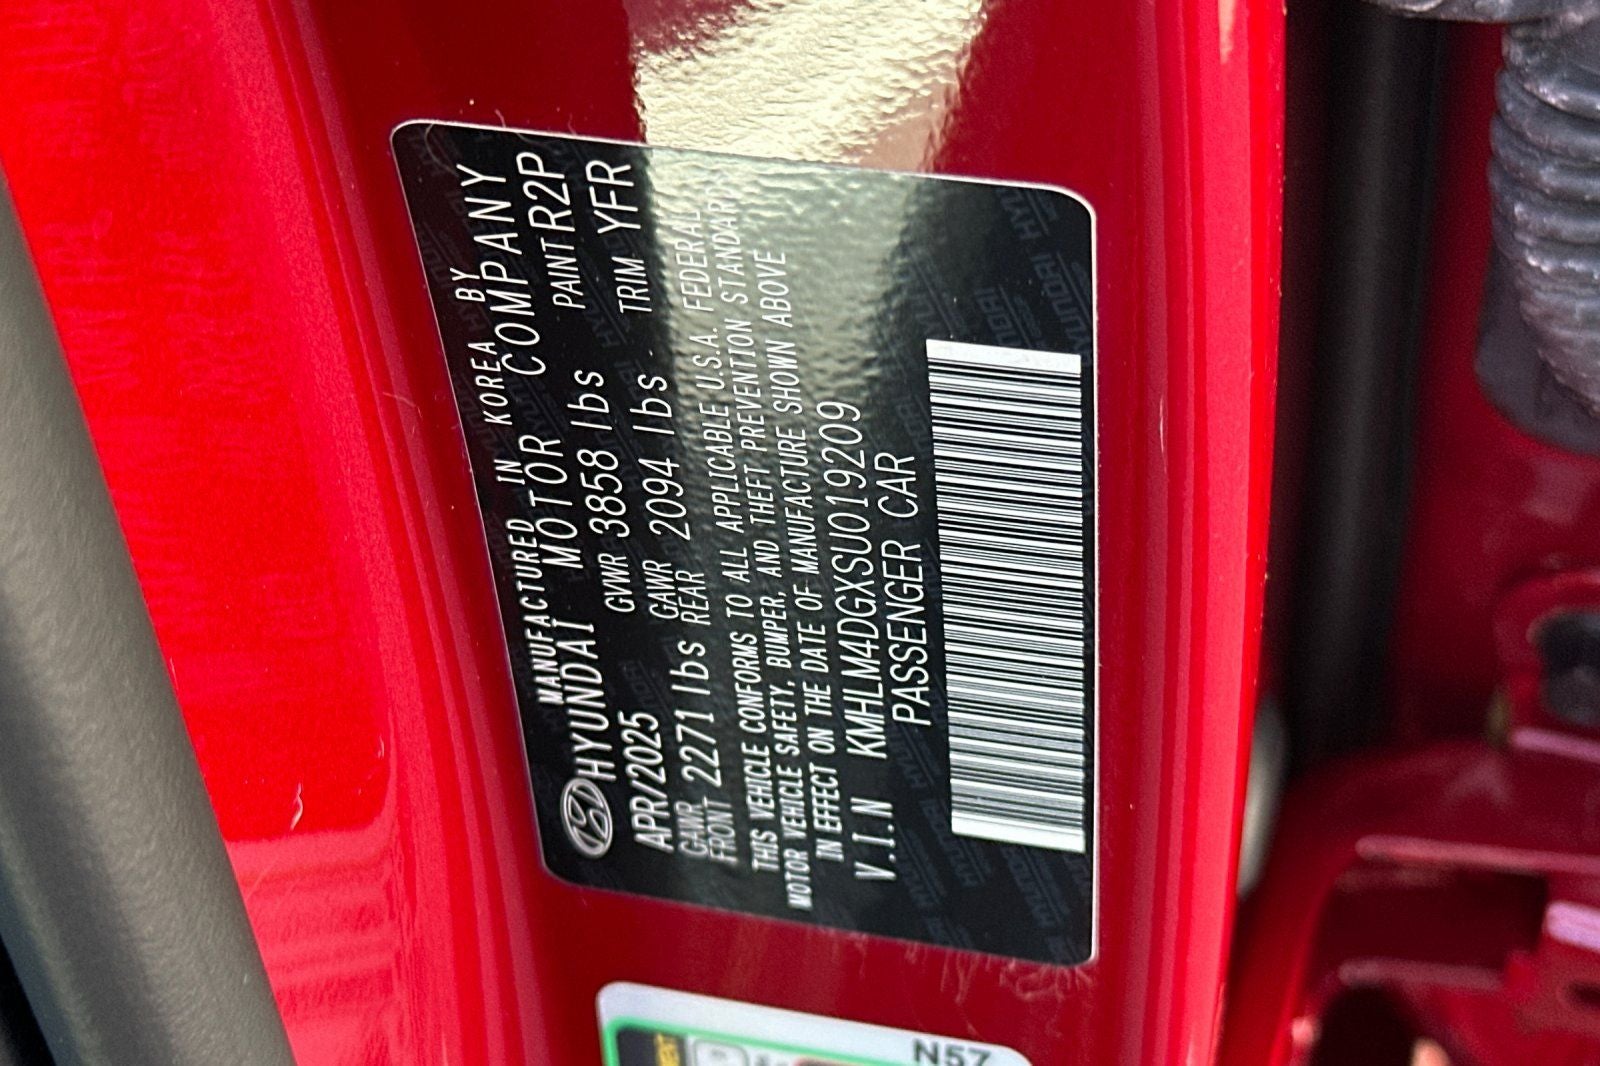 MANUFACTURED IN KOREA BY
HYUNDAI MOTOR COMPANY
APR/2025 GVWR 3858 lbs PAINT R2P
GAWR FRONT 2271 lbs GAWR REAR 2094 lbs TRIM YFR
THIS VEHICLE CONFORMS TO ALL APPLICABLE U.S.A. FEDERAL
MOTOR VEHICLE SAFETY, BUMPER, AND THEFT PREVENTION STANDARDS
IN EFFECT ON THE DATE OF MANUFACTURE SHOWN ABOVE
V.I.N KMHLM4DGXSU019209
PASSENGER CAR
N57